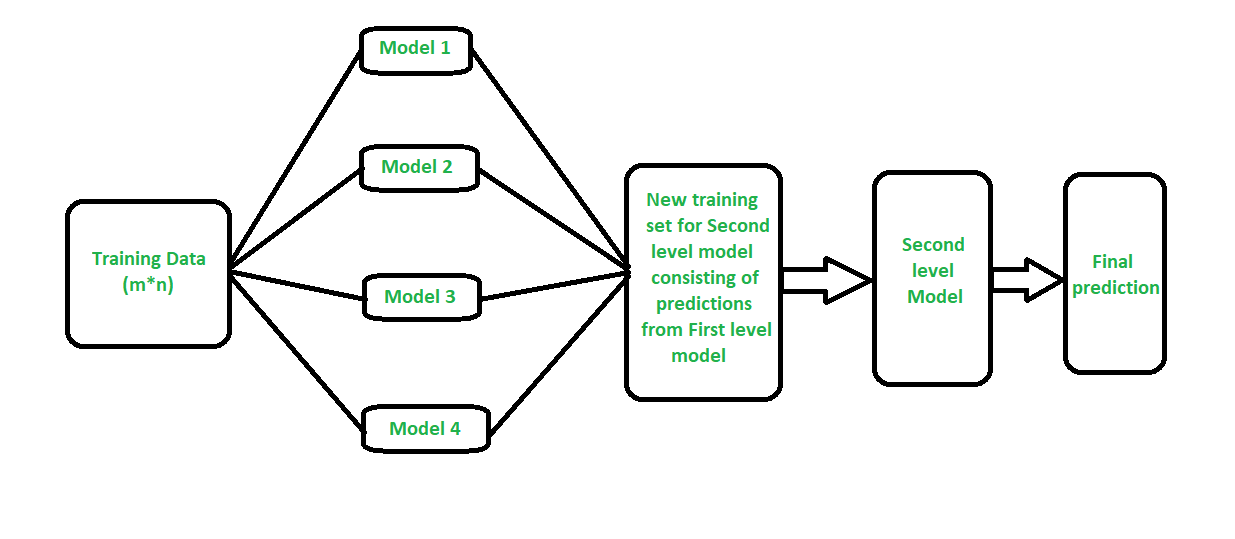 Model 1
Model 2
Training Data
(m*n)
Model 3
Model 4
New training
set for Second
level model
consisting of
predictions
from First level
model
Second
level
Model
Final
prediction